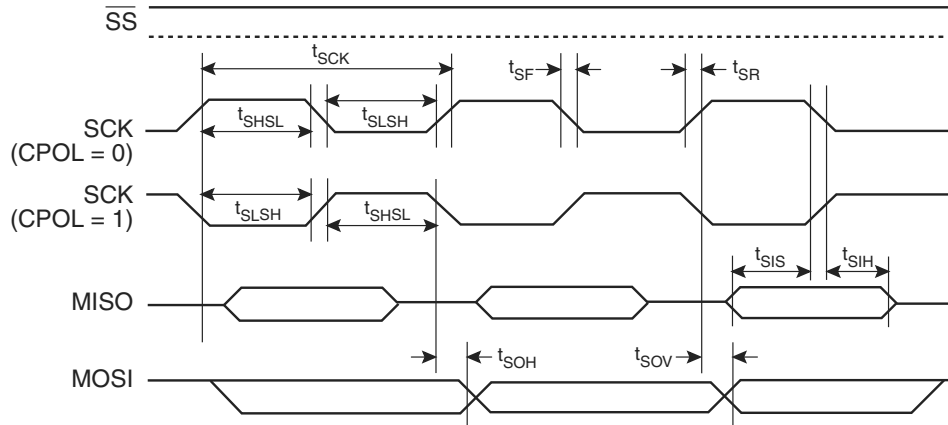 SS
tSCK
tSF
tSR
SCK
(CPOL = 0)
tSHSL
tSLSH
SCK
(CPOL = 1)
tSLSH
tSHSL
tSIS
tSIH
MISO
tSOH
tSOV
MOSI